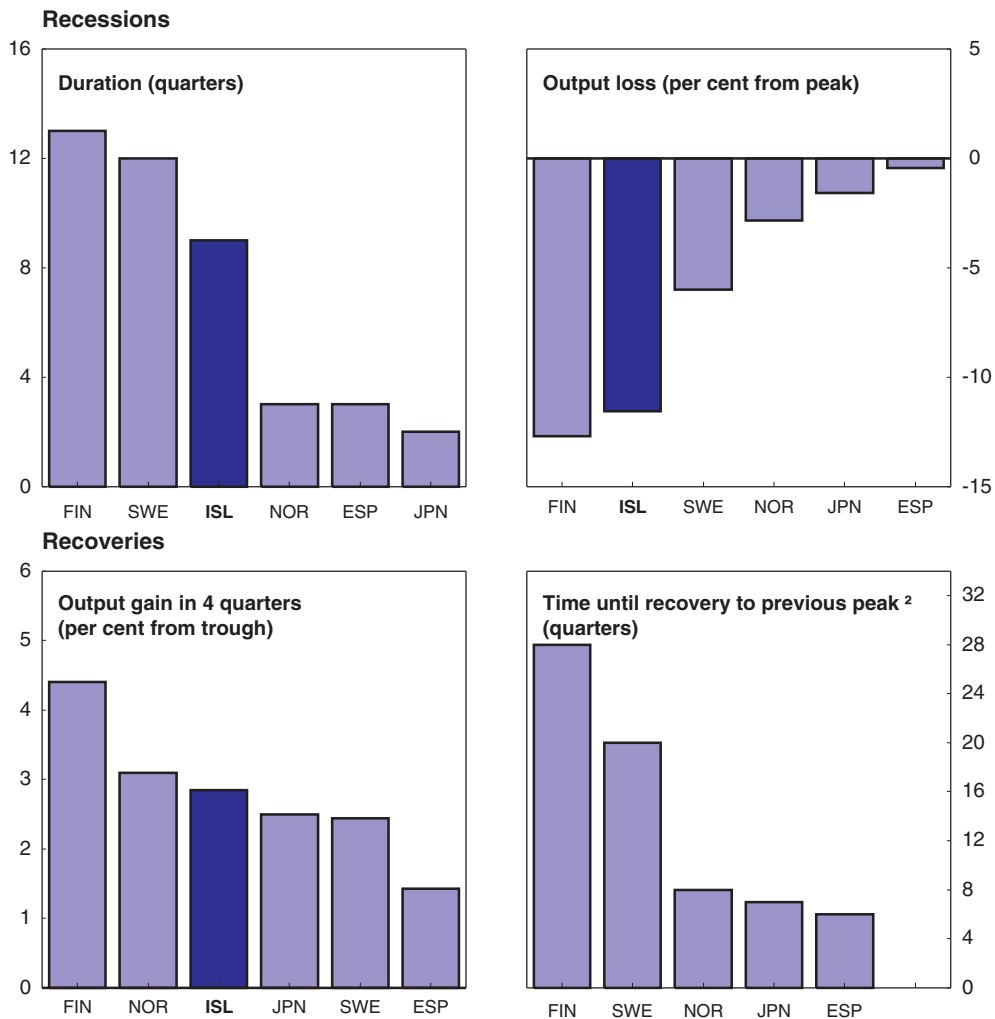 Recessions
Duration (quarters)
16
12
8
4
0
FIN SWE ISL NOR ESP JPN
Output loss (per cent from peak)
5
0
-5
-10
-15
FIN ISL SWE NOR JPN ESP
Recoveries
Output gain in 4 quarters
(per cent from trough)
6
5
4
3
2
1
0
FIN NOR ISL JPN SWE ESP
Time until recovery to previous peak ²
(quarters)
32
28
24
20
16
12
8
4
0
FIN SWE NOR JPN ESP